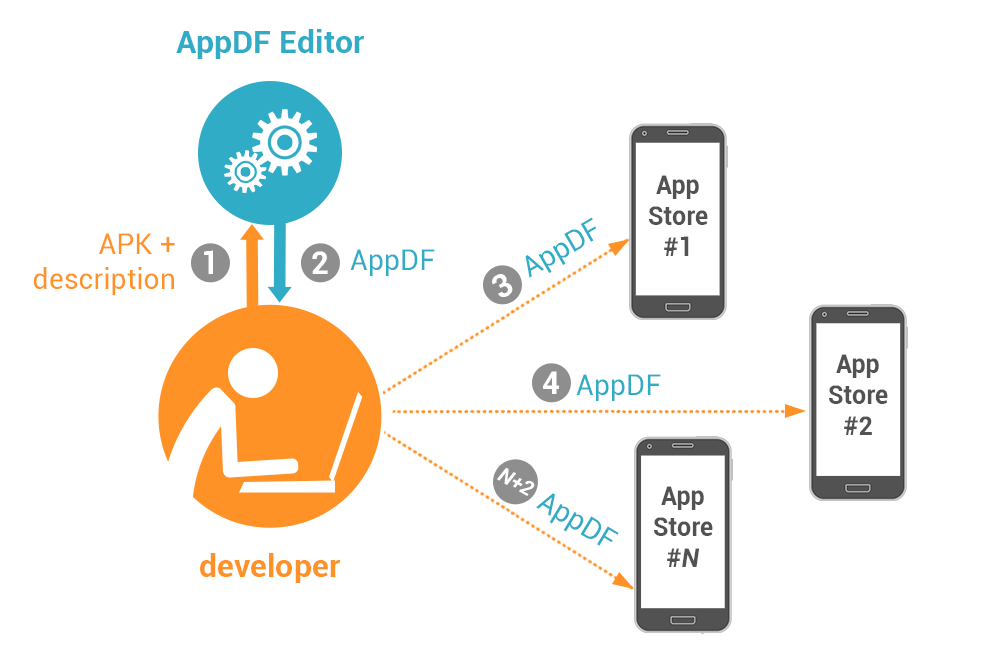 AppDF Editor
APK +
description
1
2
AppDF
3
AppDF
App
Store
#1
4
AppDF
App
Store
#2
N+2
AppDF
App
Store
#N
developer